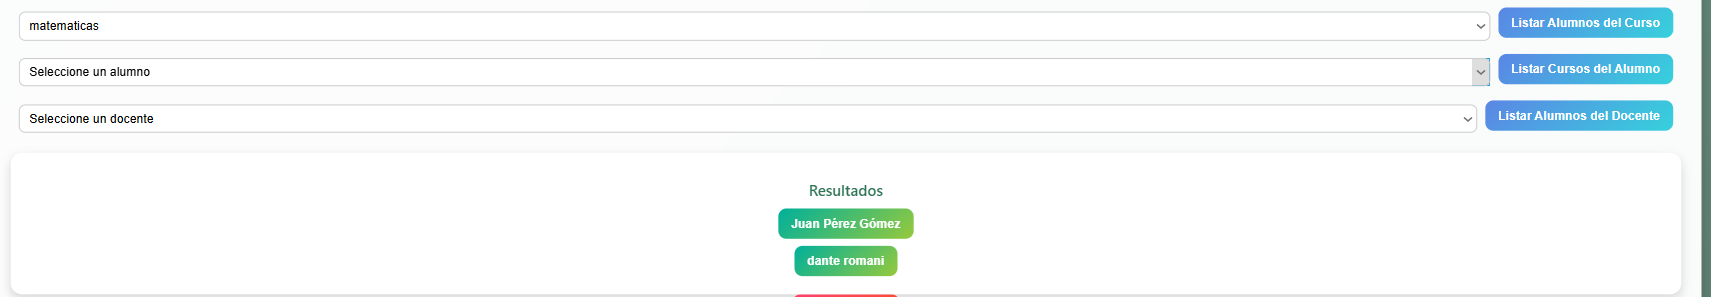 matematicas
Listar Alumnos del Curso
Seleccione un alumno
Listar Cursos del Alumno
Seleccione un docente
Listar Alumnos del Docente
Resultados
Juan Pérez Gómez
dante romani